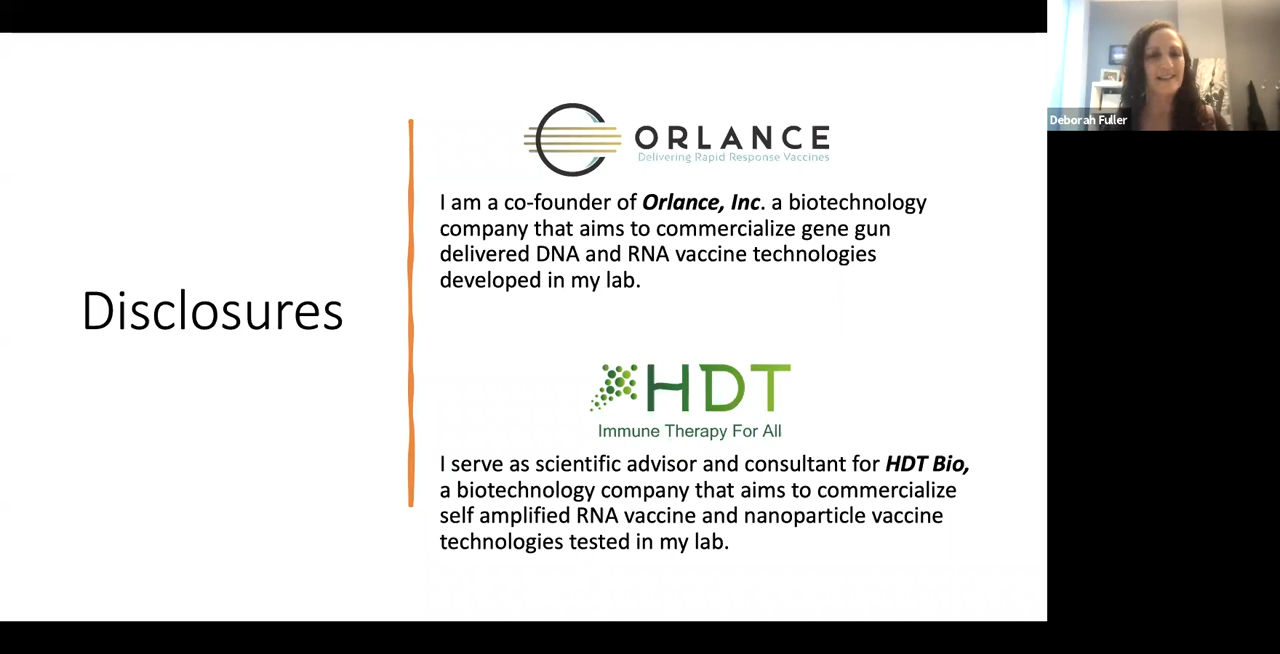 Deborah Fuller
Disclosures
ORLANCE
Delivering Rapid Response Vaccines
I am a co-founder of Orlance, Inc. a biotechnology
company that aims to commercialize gene gun
delivered DNA and RNA vaccine technologies
developed in my lab.
HDT
Immune Therapy For All
I serve as scientific advisor and consultant for HDT Bio,
a biotechnology company that aims to commercialize
self amplified RNA vaccine and nanoparticle vaccine
technologies tested in my lab.